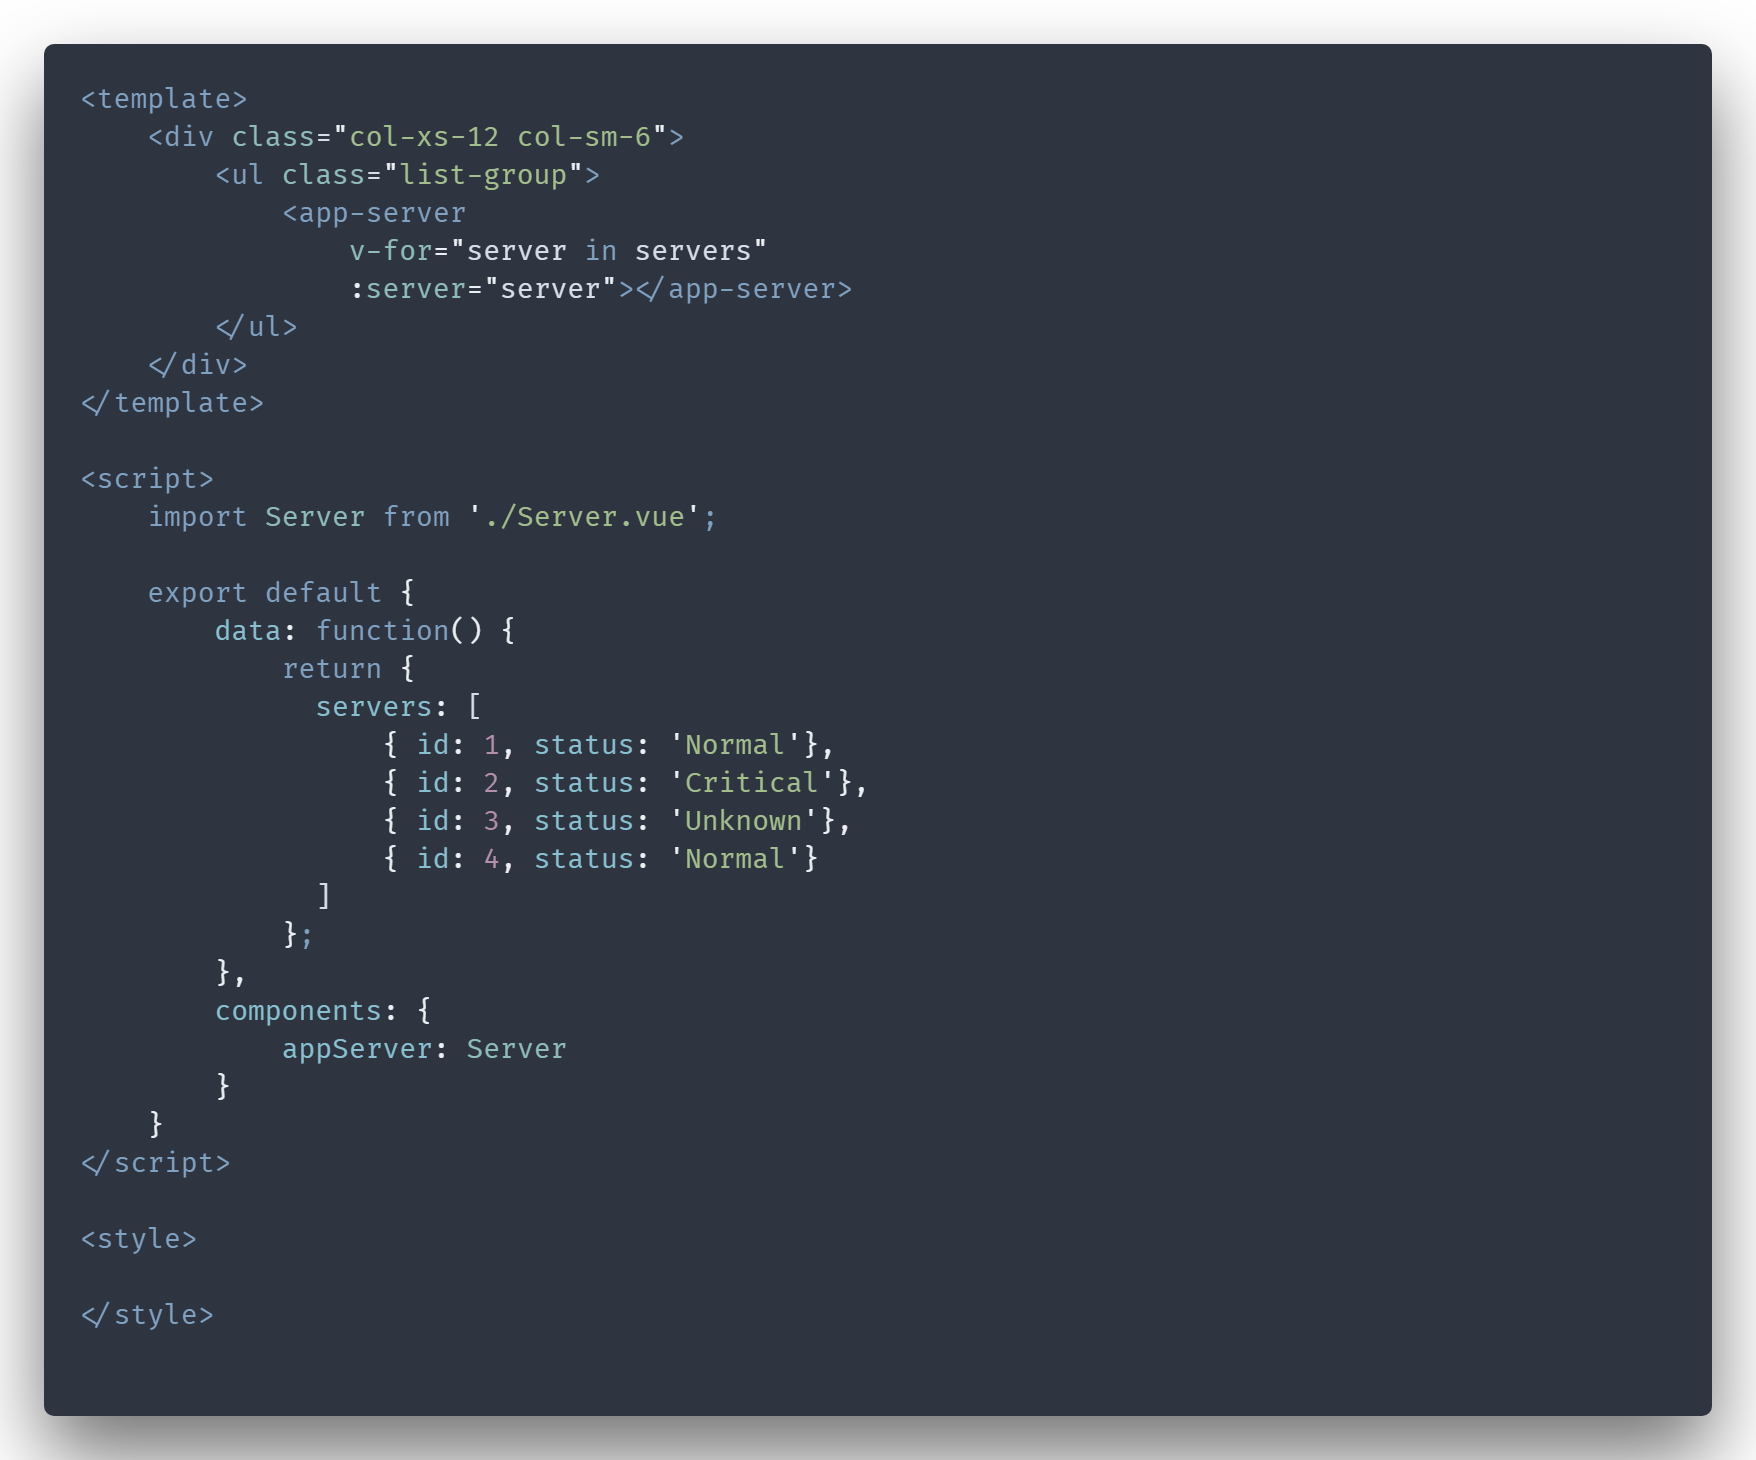 <template>
    <div class="col-xs-12 col-sm-6">
        <ul class="list-group">
            <app-server
                v-for="server in servers"
                :server="server"></app-server>
        </ul>
    </div>
</template>

<script>
    import Server from './Server.vue';

    export default {
        data: function() {
            return {
              servers: [
                  { id: 1, status: 'Normal'},
                  { id: 2, status: 'Critical'},
                  { id: 3, status: 'Unknown'},
                  { id: 4, status: 'Normal'}
              ]
            };
        },
        components: {
            appServer: Server
        }
    }
</script>

<style>

</style>